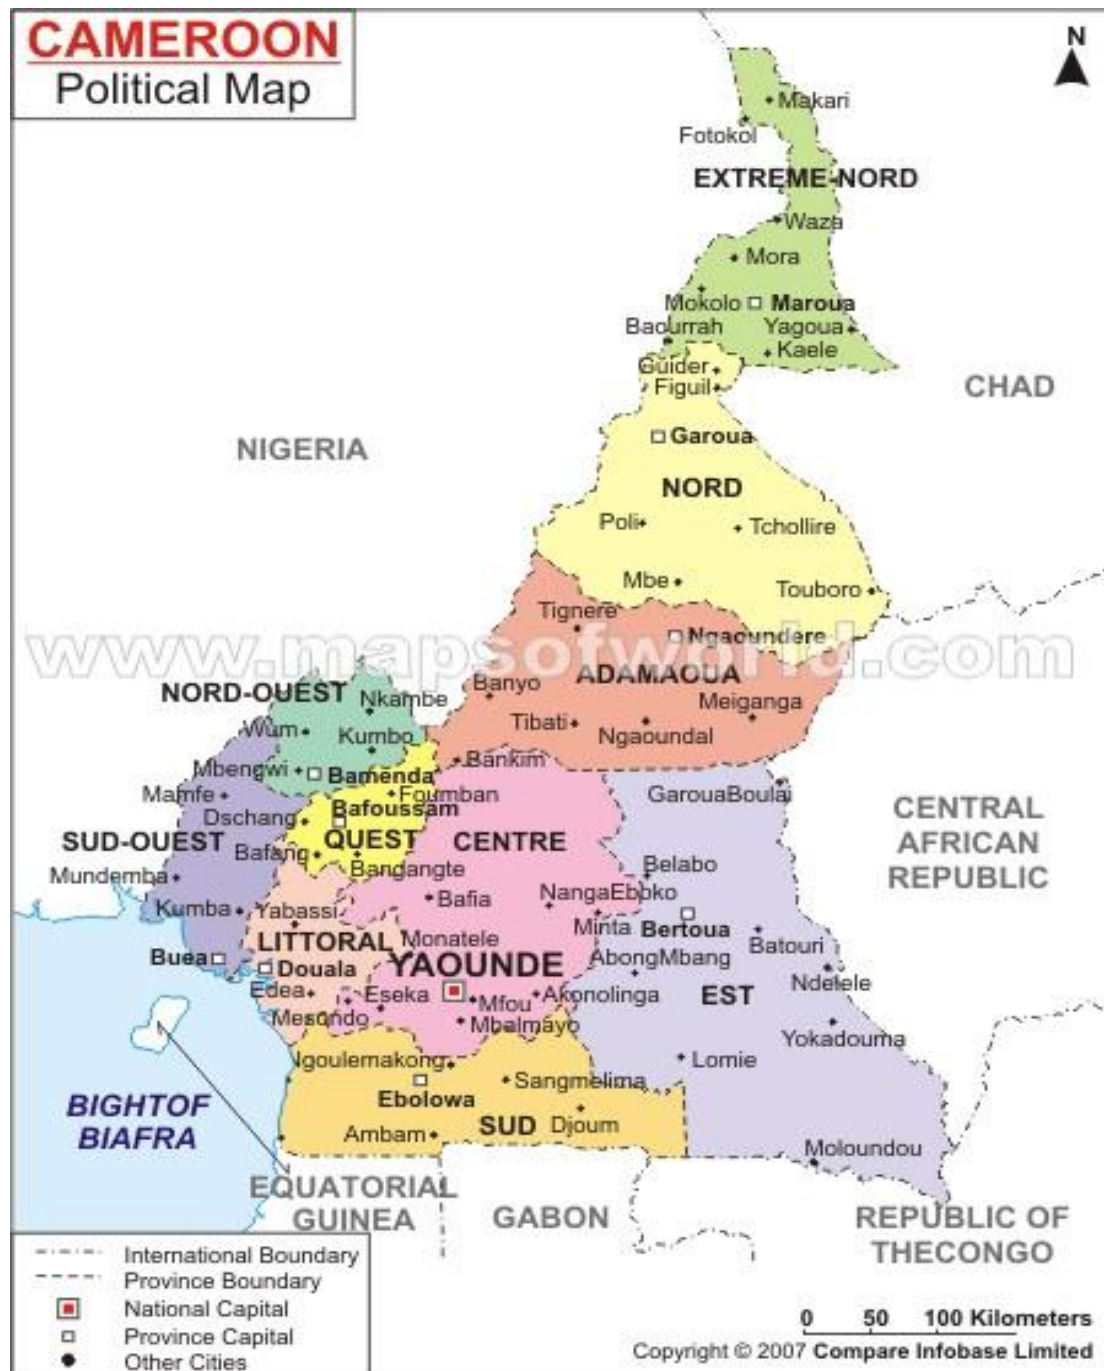 CAMEROON
Political Map
N
Makari
Fotokol
EXTREME-NORD
Waza
Mora
Mokolo
Maroua
Baourrah
Yagoua
Kaele
Guider
Figuil
CHAD
NIGERIA
Garoua
NORD
Poli
Tchollire
Mbe
Touboro
Tignere
Ngaoundere
www.mapsofworld.com
NORD-OUEST
Nkambe
Banyo
ADAMAOUA
Meiganga
Wum
Kumbo
Tibati
Ngaoundal
Mbengwi
Bamenda
Bankim
Mamfe
Foumban
GarouaBoulai
Dschang
Bafoussam
SUD-OUEST
QUEST
CENTRE
CENTRAL
AFRICAN
REPUBLIC
Bafang
Bandangte
Belabo
Mundemba
Bafia
NangaEboko
Kumba
Yabassi
Minta
Bertoua
Batouri
LITTORAL
Monatele
Buea
Douala
YAOUNDE
AbongMbang
Ndelele
Edea
Eseka
Mfou
Akonolinga
EST
Mesondo
Mbalmayo
Yokadouma
Ngoulemakong
Lomie
Sangmelima
Ebolowa
BIGHTOF
BIAFRA
SUD
Djoum
Ambam
Moloundou
EQUATORIAL
GUINEA
GABON
REPUBLIC OF
THECONGO
International Boundary
Province Boundary
National Capital
Province Capital
Other Cities
0 50 100 Kilometers
Copyright © 2007 Compare Infobase Limited